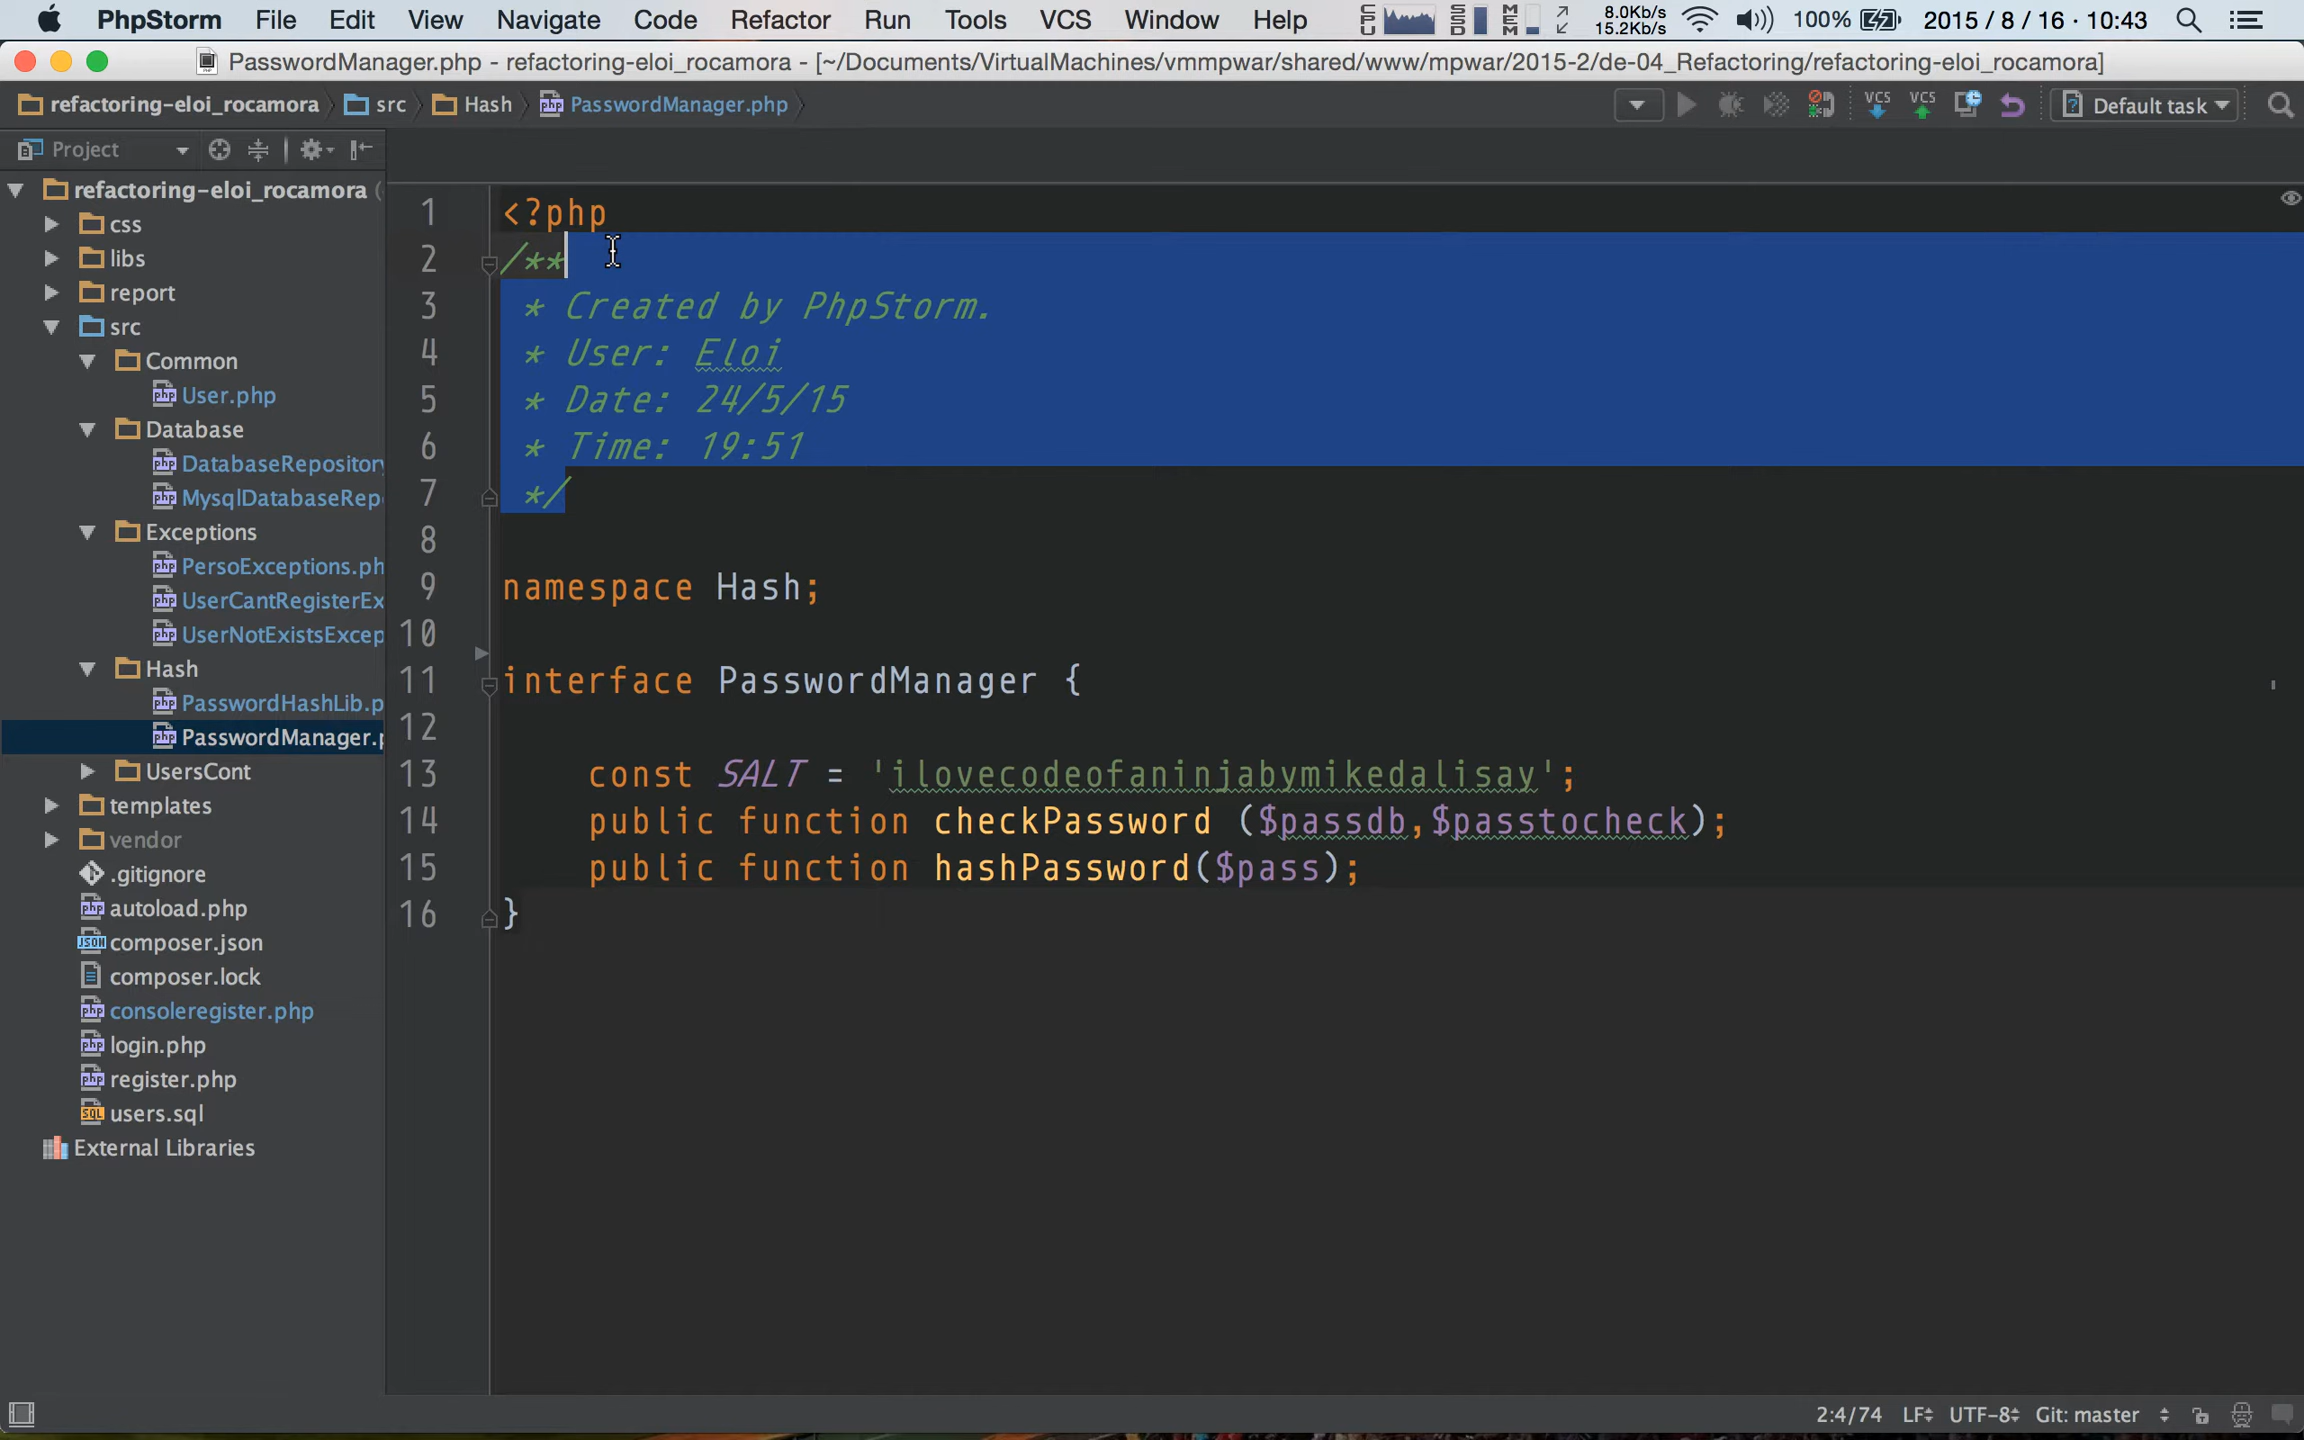 PhpStorm File Edit View Navigate Code Refactor Run Tools VCS Window Help CPU SSD MEM 8.0Kb/s 15.2Kb/s 100% 2015 / 8 / 16 · 10:43
PasswordManager.php - refactoring-eloi_rocamora - [~/Documents/VirtualMachines/vmmpwar/shared/www/mpwar/2015-2/de-04_Refactoring/refactoring-eloi_rocamora]
refactoring-eloi_rocamora src Hash PasswordManager.php VCS VCS Default task
Project
refactoring-eloi_rocamora (
css
libs
report
src
Common
User.php
Database
DatabaseRepository
MysqlDatabaseRep
Exceptions
PersoExceptions.ph
UserCantRegisterEx
UserNotExistsExcep
Hash
PasswordHashLib.p
PasswordManager.p
UsersCont
templates
vendor
.gitignore
autoload.php
composer.json
composer.lock
consoleregister.php
login.php
register.php
users.sql
External Libraries
1 <?php
2 /**
3 * Created by PhpStorm.
4 * User: Eloi
5 * Date: 24/5/15
6 * Time: 19:51
7 */
8
9 namespace Hash;
10
11 interface PasswordManager {
12
13 const SALT = 'ilovecodeofaninjabymikedalisay';
14 public function checkPassword ($passdb,$passtocheck);
15 public function hashPassword($pass);
16 }
2:4/74 LF UTF-8 Git: master